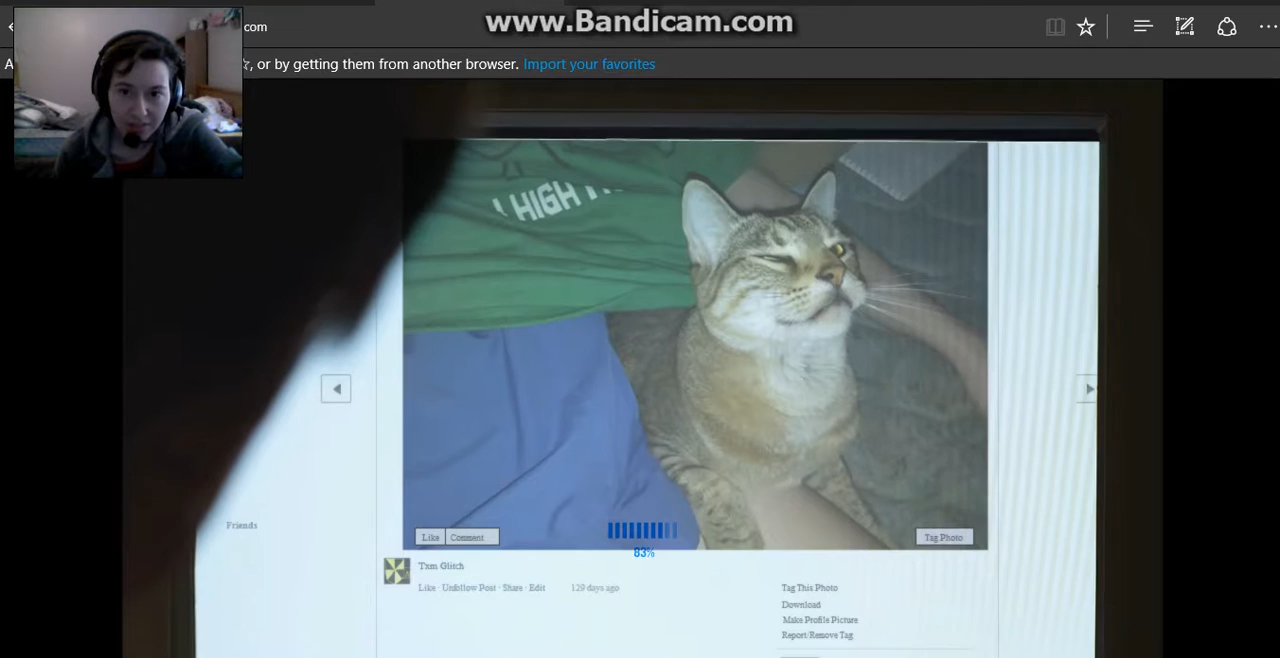 www.Bandicam.com
com
, or by getting them from another browser. Import your favorites
HIGH
Friends
Like Comment
Tag Photo
83%
Txm Glitch
Like · Unfollow Post · Share · Edit 129 days ago
Tag This Photo
Download
Make Profile Picture
Report/Remove Tag